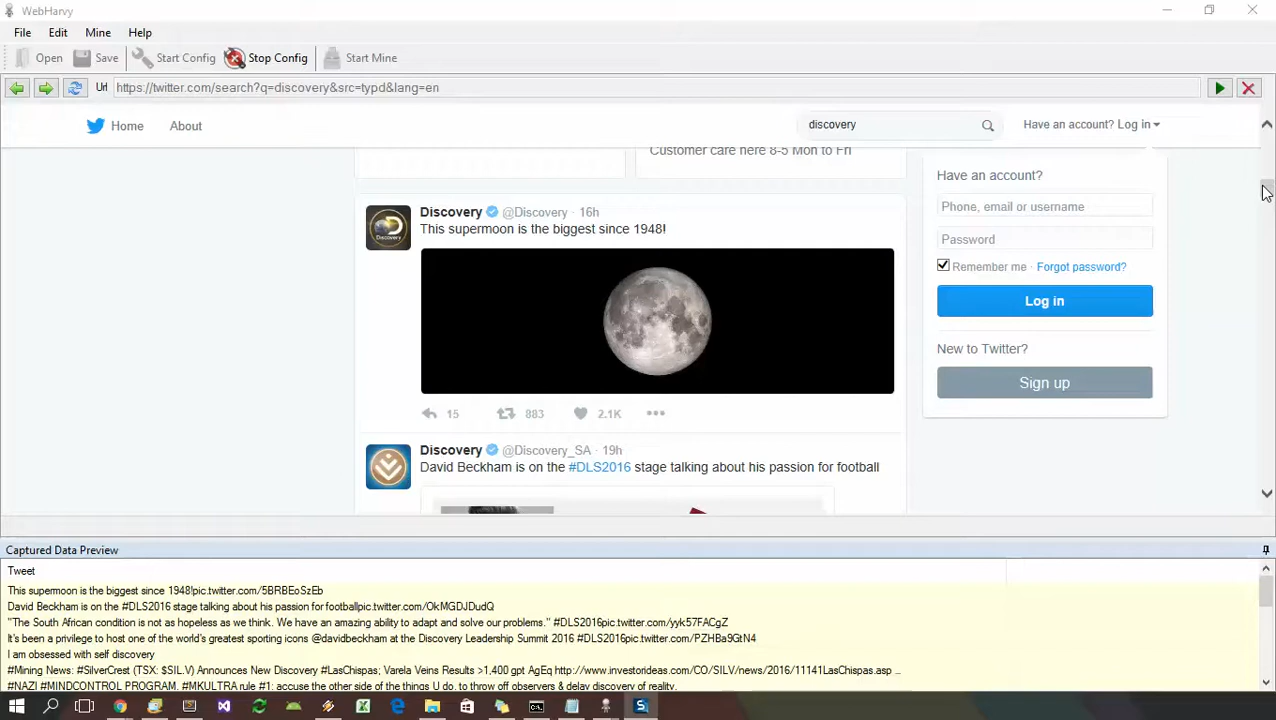 WebHarvy
File Edit Mine Help
Open Save Start Config Stop Config Start Mine
Url https://twitter.com/search?q=discovery&src=typd&lang=en
Home About discovery Have an account? Log in
Customer care here 8-5 Mon to Fri
Have an account?
Phone, email or username
Password
Remember me · Forgot password?
Log in
New to Twitter?
Sign up
Discovery @Discovery · 16h
This supermoon is the biggest since 1948!
15 883 2.1K
Discovery @Discovery_SA · 19h
David Beckham is on the #DLS2016 stage talking about his passion for football
Captured Data Preview
Tweet
This supermoon is the biggest since 1948!pic.twitter.com/5BRBEoSzEb
David Beckham is on the #DLS2016 stage talking about his passion for footballpic.twitter.com/OkMGDJDudQ
"The South African condition is not as hopeless as we think. We have an amazing ability to adapt and solve our problems." #DLS2016pic.twitter.com/yyk57FACgZ
It's been a privilege to host one of the world's greatest sporting icons @davidbeckham at the Discovery Leadership Summit 2016 #DLS2016pic.twitter.com/PZHBa9GtN4
I am obsessed with self discovery
#Mining News: #SilverCrest (TSX: $SIL.V) Announces New Discovery #LasChispas; Varela Veins Results >1,400 gpt AgEq http://www.investorideas.com/CO/SILV/news/2016/11141LasChispas.asp ...
#NAZI #MINDCONTROL PROGRAM. #MKULTRA rule #1: accuse the other side of the things U do. to throw off observers & delay discovery of reality.